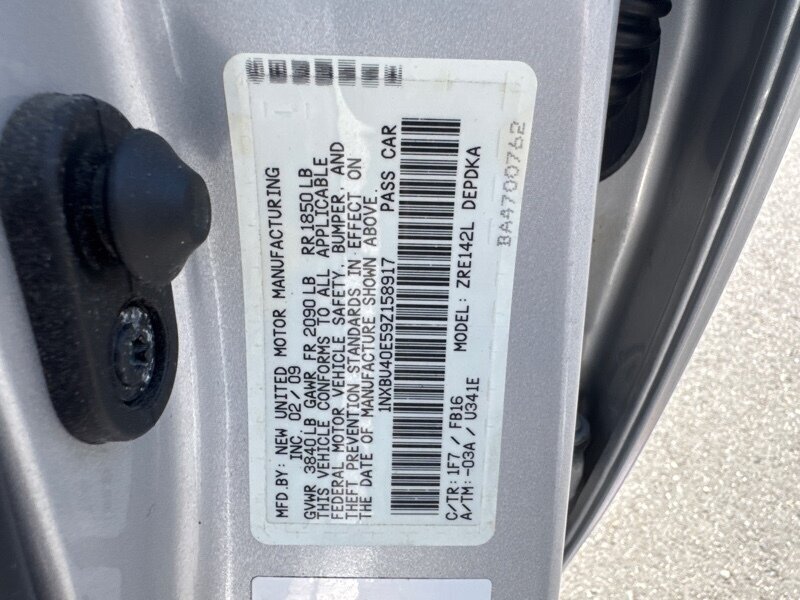 MFD.BY: NEW UNITED MOTOR MANUFACTURING
INC 02/09
GVWR 3840LB GAWR FR 2090LB RR1850LB
THIS VEHICLE CONFORMS TO ALL APPLICABLE
FEDERAL MOTOR VEHICLE SAFETY, BUMPER, AND
THEFT PREVENTION STANDARDS IN EFFECT ON
THE DATE OF MANUFACTURE SHOWN ABOVE.
1NXBU40E59Z158917 PASS CAR
C/TR: 1F7 / FB16 MODEL: ZRE142L DEPDKA
A/TM: -03A / U341E
BA4700762